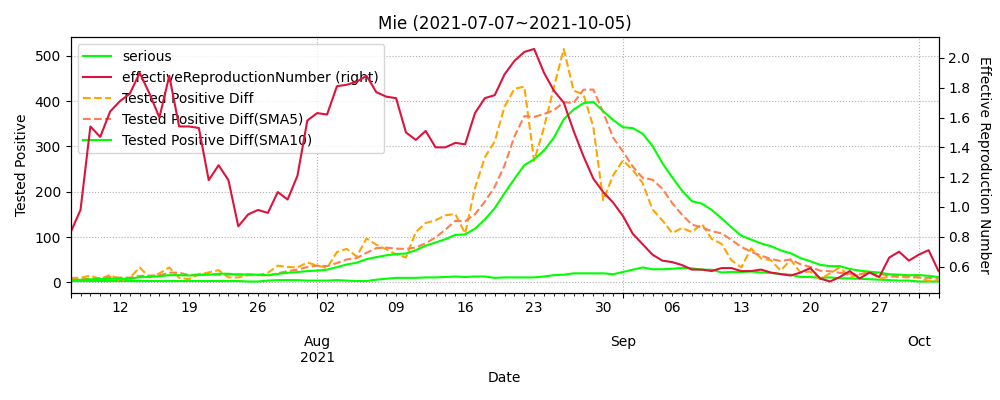 Mie (2021-07-07~2021-10-05)
serious
effectiveReproductionNumber (right)
Tested Positive Diff
Tested Positive Diff(SMA5)
Tested Positive Diff(SMA10)
Tested Positive
500
400
300
200
100
0
2.0
1.8
1.6
1.4
1.2
1.0
0.8
0.6
Effective Reproduction Number
12 19 26 02 09 16 23 30 06 13 20 27
Aug Sep Oct
2021
Date